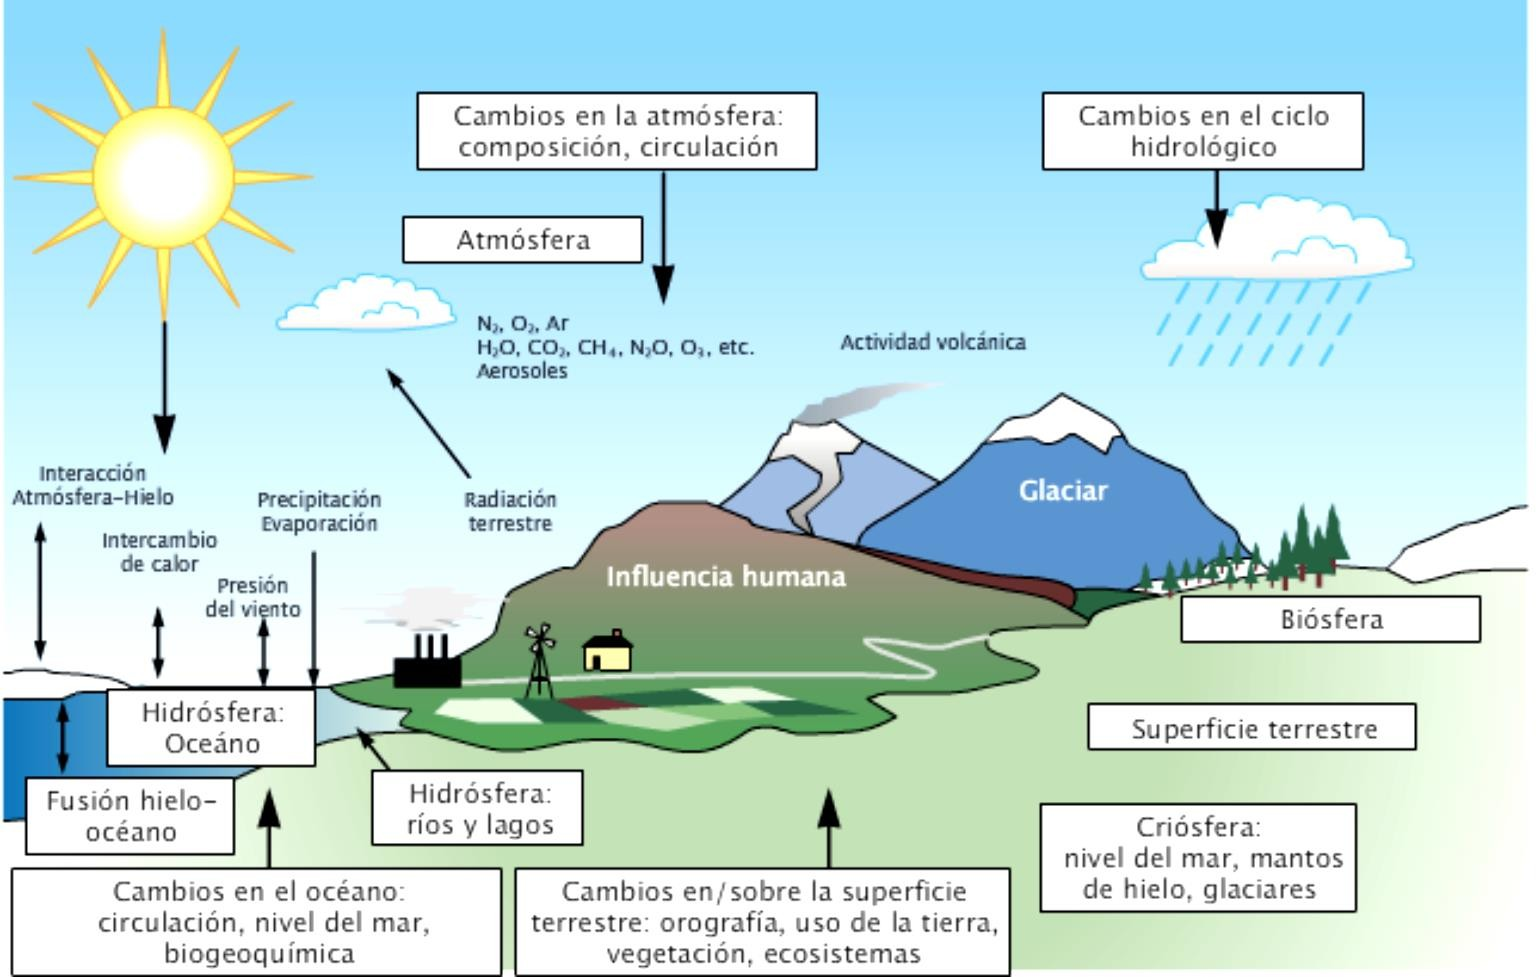 Cambios en la atmósfera:
composición, circulación
Cambios en el ciclo
hidrológico
Atmósfera
N₂, O₂, Ar
H₂O, CO₂, CH₄, N₂O, O₃, etc.
Aerosoles
Actividad volcánica
Interacción
Atmósfera-Hielo
Intercambio
de calor
Precipitación
Evaporación
Presión
del viento
Radiación
terrestre
Glaciar
Influencia humana
Biósfera
Hidrósfera:
Oceáno
Superficie terrestre
Fusión hielo-
océano
Hidrósfera:
ríos y lagos
Criósfera:
nivel del mar, mantos
de hielo, glaciares
Cambios en el océano:
circulación, nivel del mar,
biogeoquímica
Cambios en/sobre la superficie
terrestre: orografía, uso de la tierra,
vegetación, ecosistemas